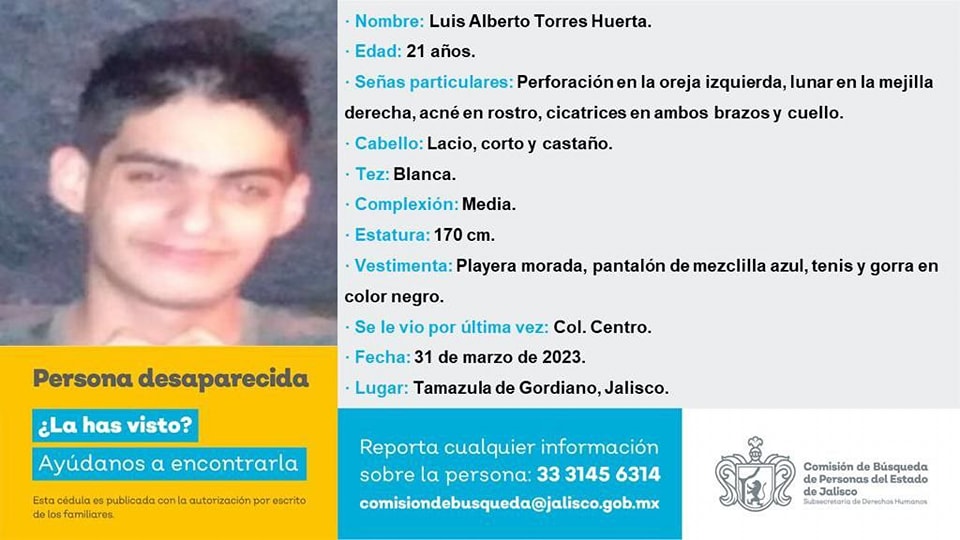 · Nombre: Luis Alberto Torres Huerta.
· Edad: 21 años.
· Señas particulares: Perforación en la oreja izquierda, lunar en la mejilla
derecha, acné en rostro, cicatrices en ambos brazos y cuello.
· Cabello: Lacio, corto y castaño.
· Tez: Blanca.
· Complexión: Media.
· Estatura: 170 cm.
· Vestimenta: Playera morada, pantalón de mezclilla azul, tenis y gorra en
color negro.
· Se le vio por última vez: Col. Centro.
· Fecha: 31 de marzo de 2023.
· Lugar: Tamazula de Gordiano, Jalisco.
Persona desaparecida
¿La has visto?
Ayúdanos a encontrarla
Esta cédula es publicada con la autorización por escrito
de los familiares.
Reporta cualquier información
sobre la persona: 33 3145 6314
comisiondebusqueda@jalisco.gob.mx
Comisión de Búsqueda
de Personas del Estado
de Jalisco
Subsecretaría de Derechos Humanos